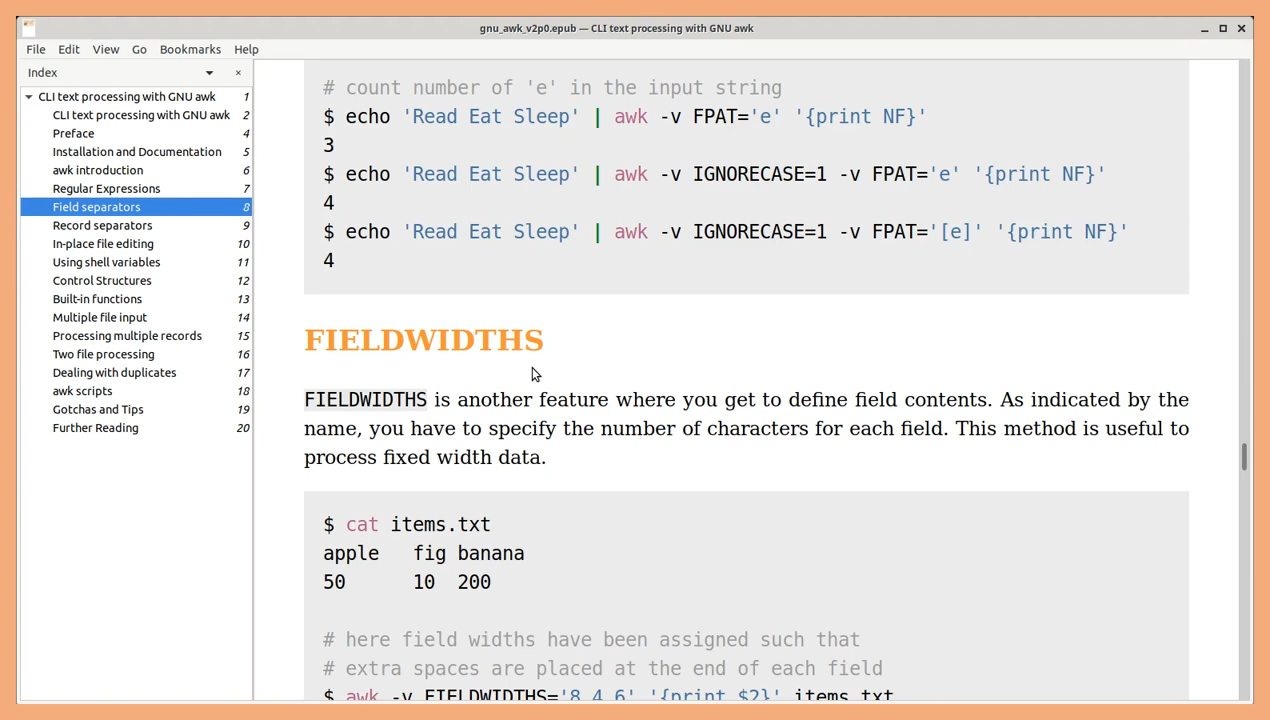 gnu_awk_v2p0.epub — CLI text processing with GNU awk
File Edit View Go Bookmarks Help
Index
CLI text processing with GNU awk 1
CLI text processing with GNU awk 2
Preface 4
Installation and Documentation 5
awk introduction 6
Regular Expressions 7
Field separators 8
Record separators 9
In-place file editing 10
Using shell variables 11
Control Structures 12
Built-in functions 13
Multiple file input 14
Processing multiple records 15
Two file processing 16
Dealing with duplicates 17
awk scripts 18
Gotchas and Tips 19
Further Reading 20
# count number of 'e' in the input string
$ echo 'Read Eat Sleep' | awk -v FPAT='e' '{print NF}'
3
$ echo 'Read Eat Sleep' | awk -v IGNORECASE=1 -v FPAT='e' '{print NF}'
4
$ echo 'Read Eat Sleep' | awk -v IGNORECASE=1 -v FPAT='[e]' '{print NF}'
4
FIELDWIDTHS
FIELDWIDTHS is another feature where you get to define field contents. As indicated by the
name, you have to specify the number of characters for each field. This method is useful to
process fixed width data.
$ cat items.txt
apple   fig banana
50      10  200
# here field widths have been assigned such that
# extra spaces are placed at the end of each field
$ awk -v FIELDWIDTHS='8 4 6' '{print $2}' items.txt